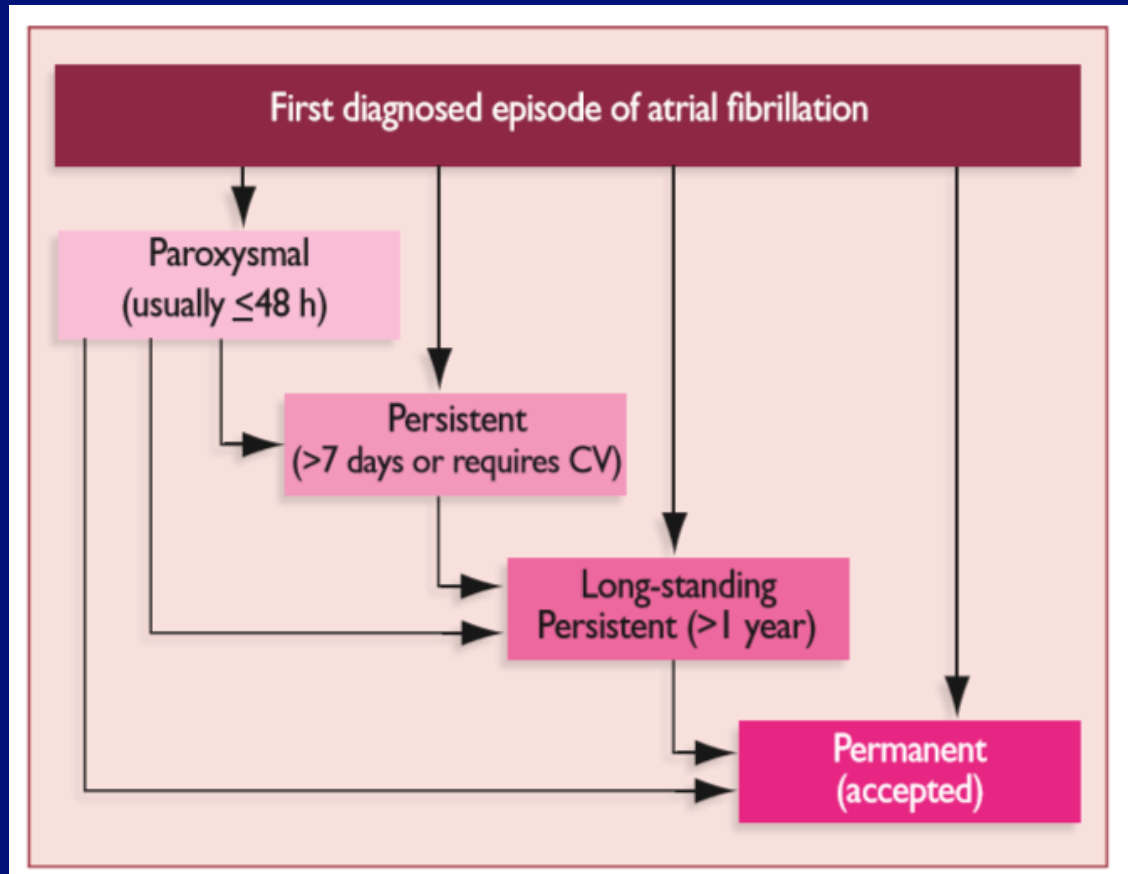 First diagnosed episode of atrial fibrillation
Paroxysmal
(usually ≤48 h)
Persistent
(>7 days or requires CV)
Long-standing
Persistent (>1 year)
Permanent
(accepted)